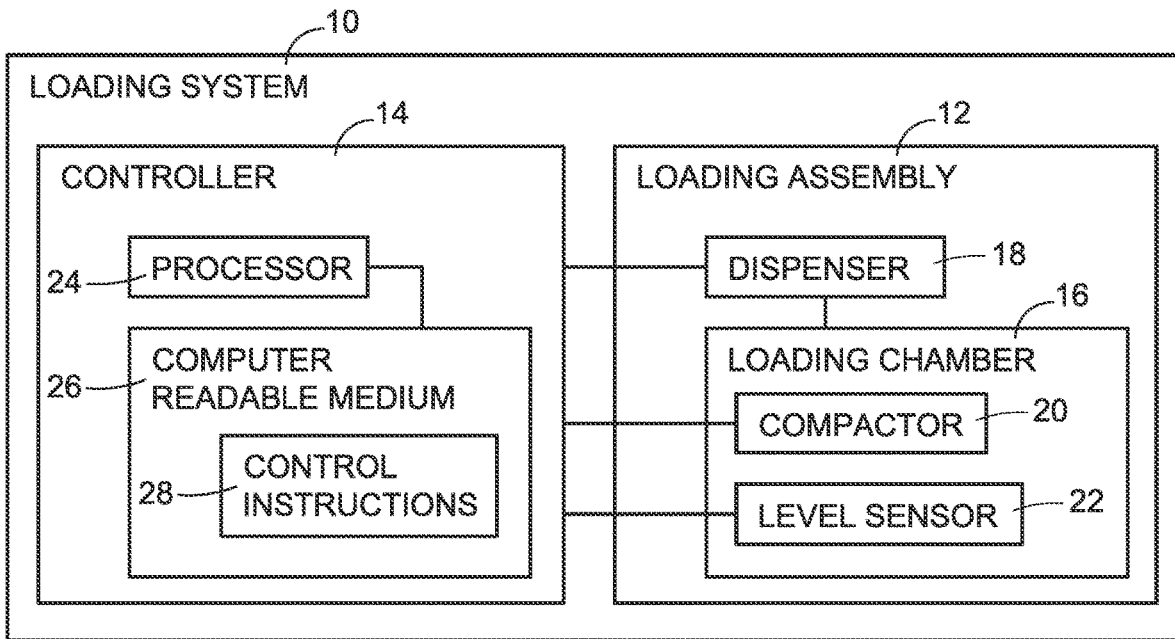 10
LOADING SYSTEM
14
CONTROLLER
24
PROCESSOR
26
COMPUTER
READABLE MEDIUM
28
CONTROL
INSTRUCTIONS
12
LOADING ASSEMBLY
DISPENSER
18
16
LOADING CHAMBER
COMPACTOR
20
LEVEL SENSOR
22